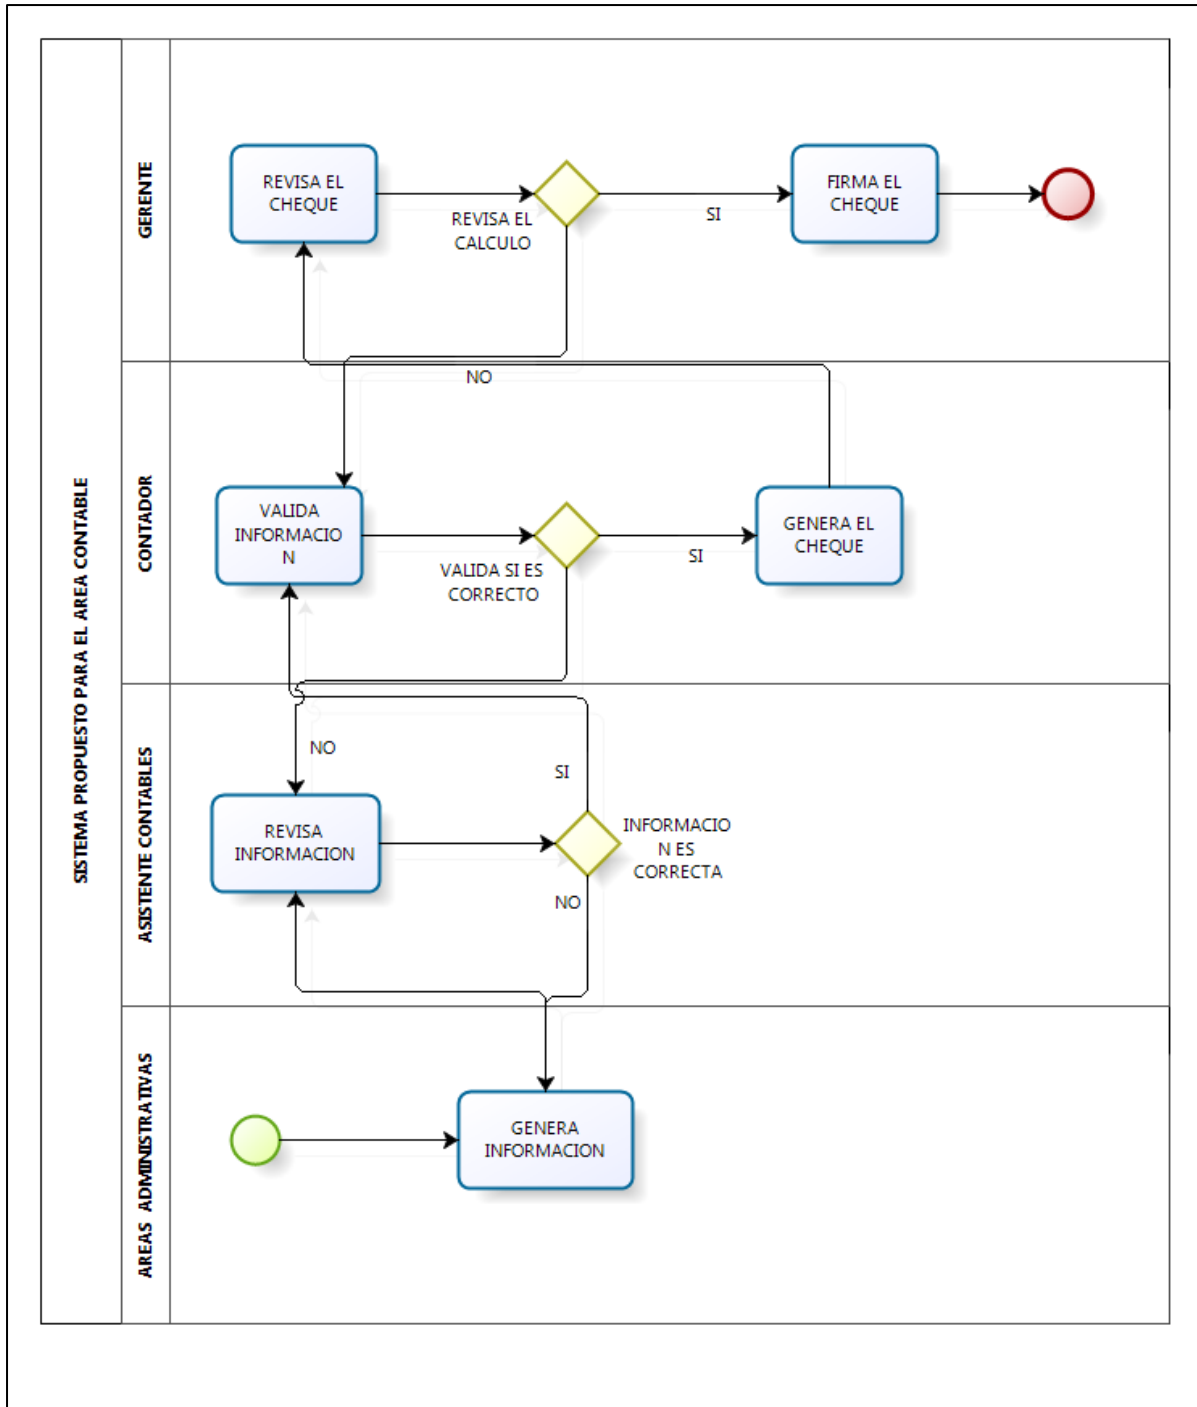 SISTEMA PROPUESTO PARA EL AREA CONTABLE
GERENTE
REVISA EL
CHEQUE
REVISA EL
CALCULO
SI
FIRMA EL
CHEQUE
NO
CONTADOR
VALIDA
INFORMACIO
N
VALIDA SI ES
CORRECTO
SI
GENERA EL
CHEQUE
ASISTENTE CONTABLES
NO
SI
REVISA
INFORMACION
INFORMACIO
N ES
CORRECTA
NO
AREAS ADMINISTRATIVAS
GENERA
INFORMACION